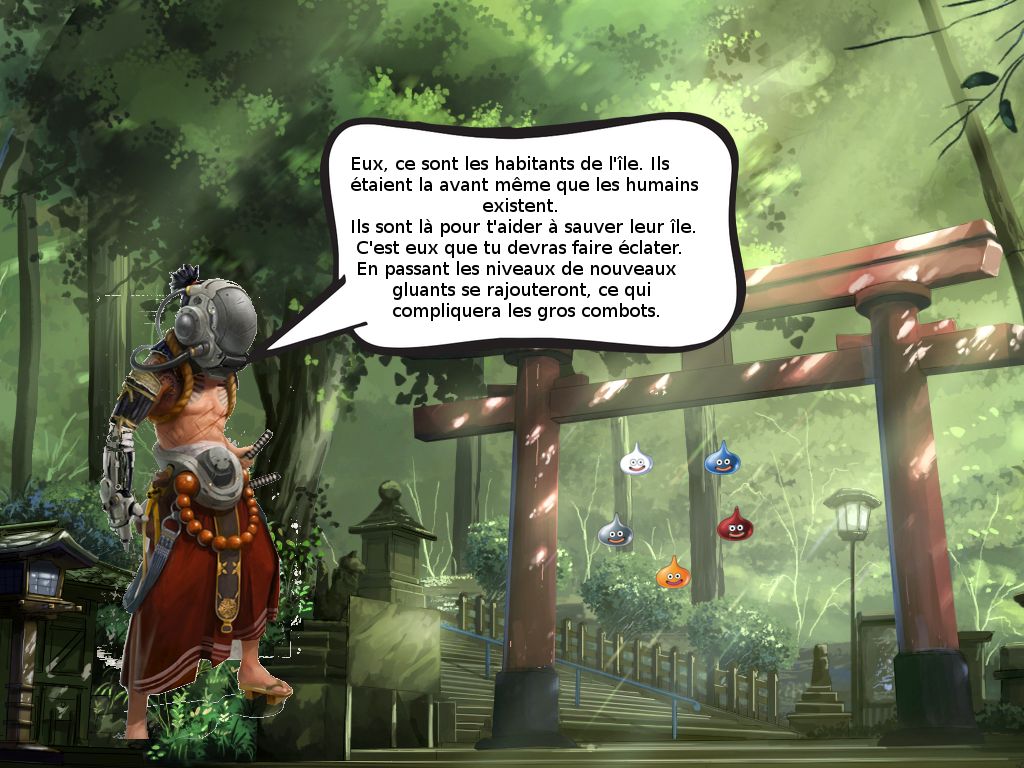 Eux, ce sont les habitants de l'île. Ils
étaient la avant même que les humains
existent.
Ils sont là pour t'aider à sauver leur île.
C'est eux que tu devras faire éclater.
En passant les niveaux de nouveaux
gluants se rajouteront, ce qui
compliquera les gros combots.